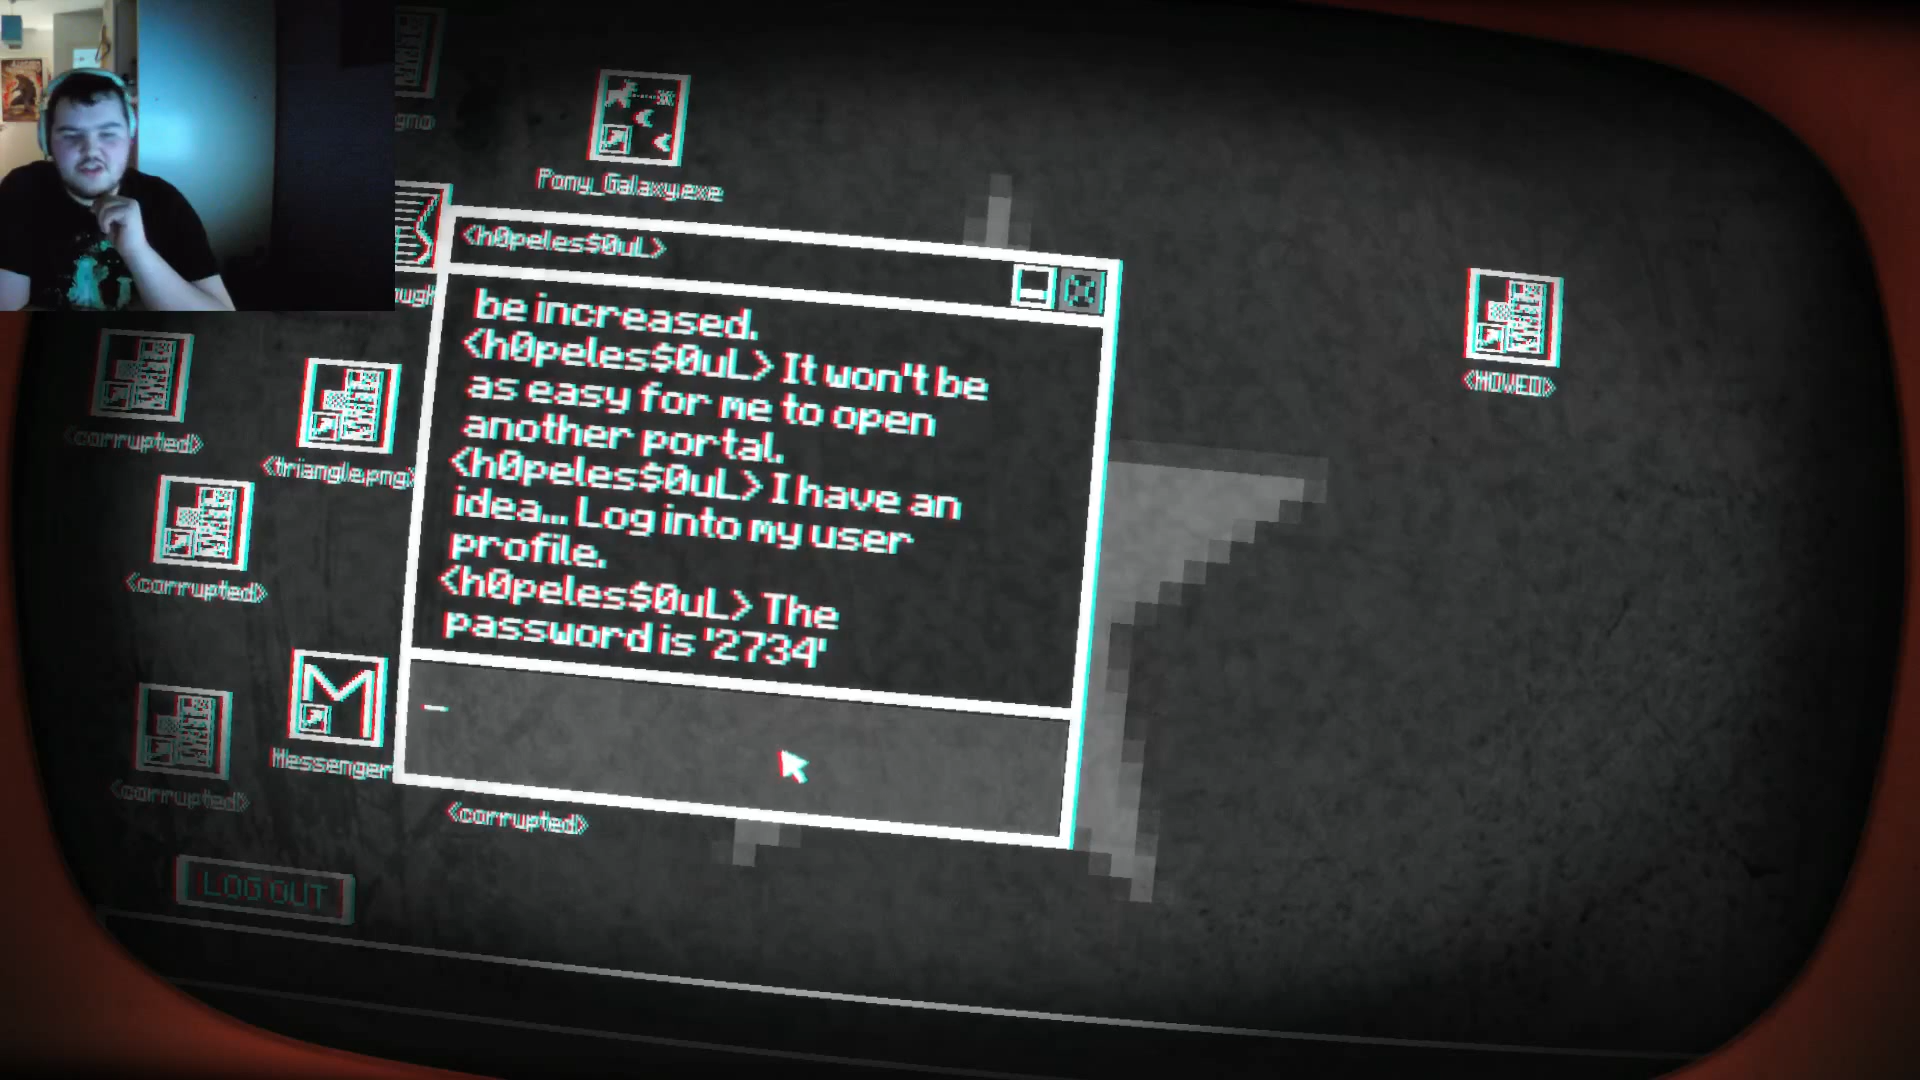 Pony_Galaxy.exe
<h0peles$0uL>
be increased.
<h0peles$0uL> It won't be
as easy for me to open
another portal.
<h0peles$0uL> I have an
idea... Log into my user
profile.
<h0peles$0uL> The
password is '2734'
_
<MOVED>
<corrupted>
<triangle.png>
<corrupted>
M
Messenger
<corrupted>
<corrupted>
LOG OUT